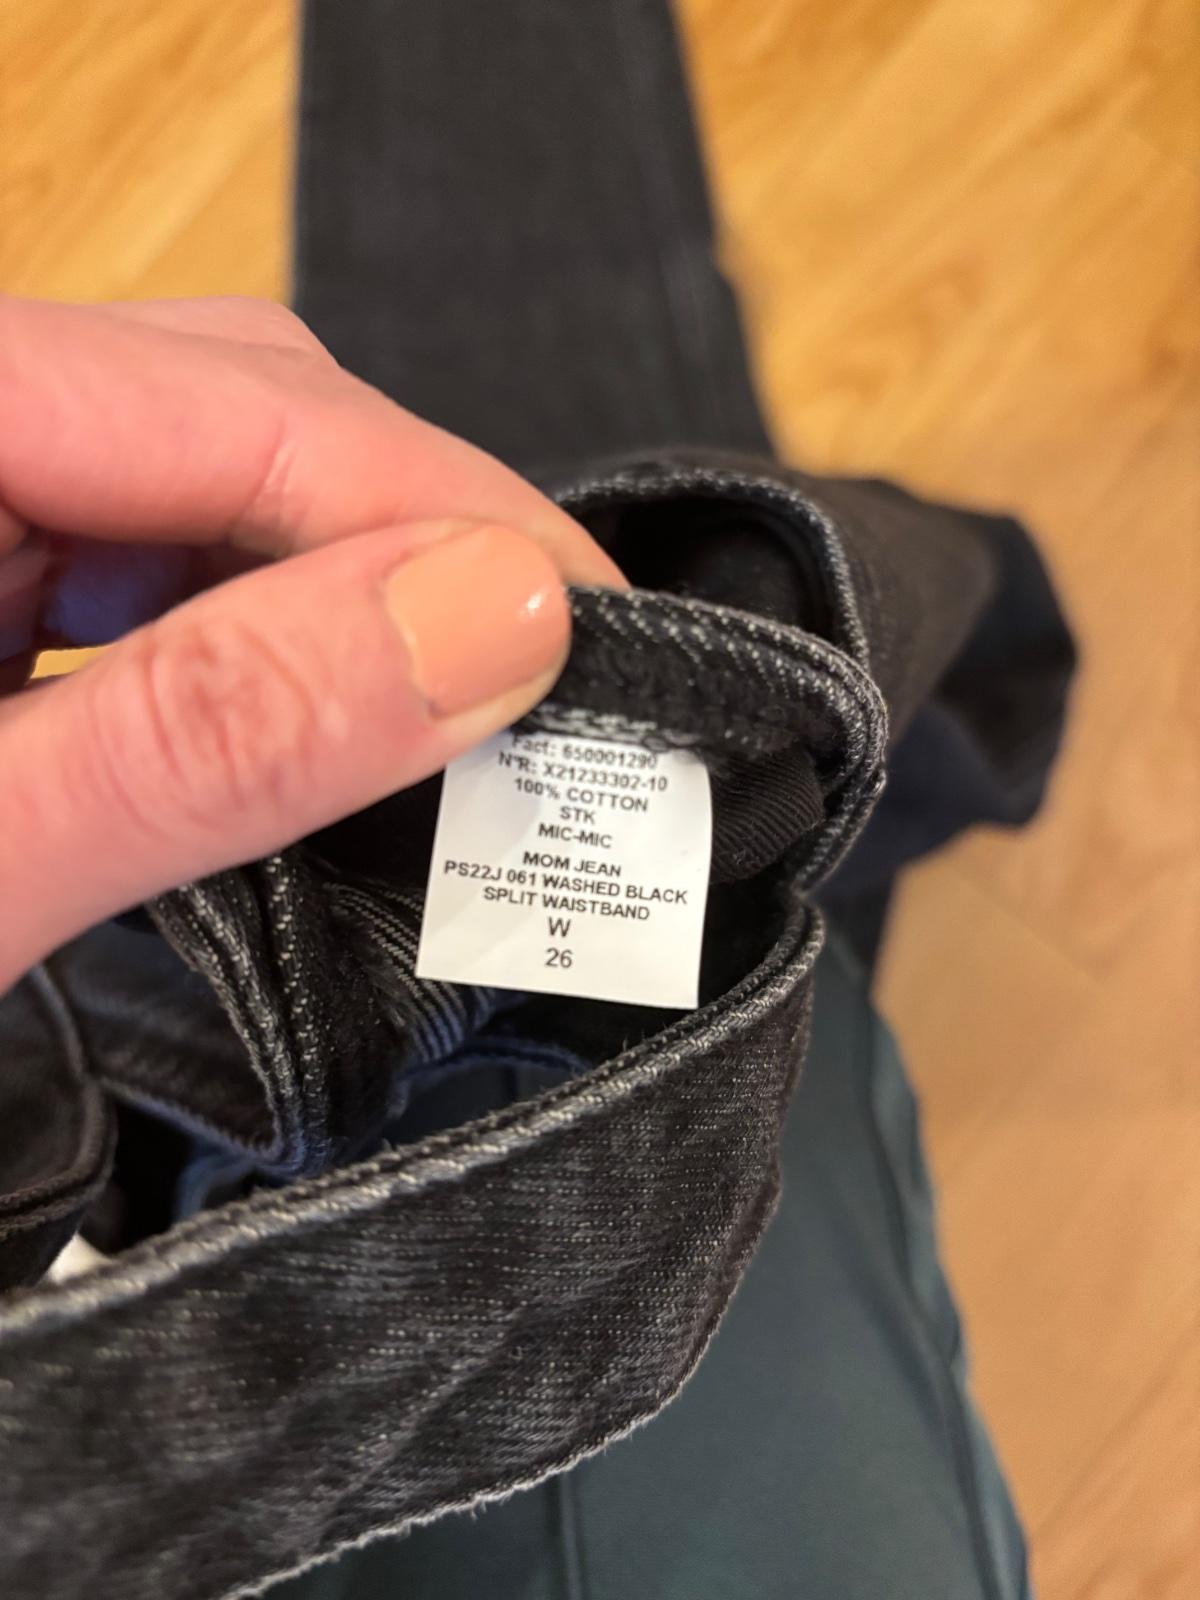 Fact: 650001290
N°R: X21233302-10
100% COTTON
STK
MIC-MIC
MOM JEAN
PS22J 061 WASHED BLACK
SPLIT WAISTBAND
W
26